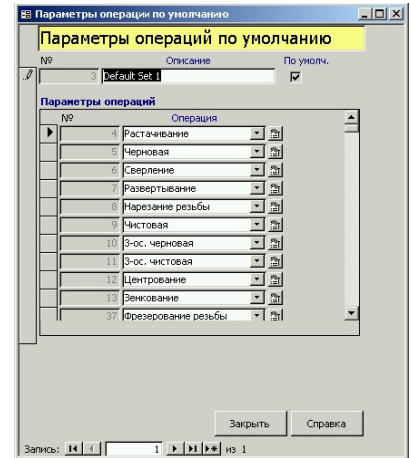 Параметры операции по умолчанию
Параметры операций по умолчанию
№ Описание По умолч.
3 Default Set 1
Параметры операций
№ Операция
4 Растачивание
5 Черновая
6 Сверление
7 Развертывание
8 Нарезание резьбы
9 Чистовая
10 3-ос. черновая
11 3-ос. чистовая
12 Центрование
13 Зенкование
37 Фрезерование резьбы
Закрыть Справка
Запись: 1 из 1